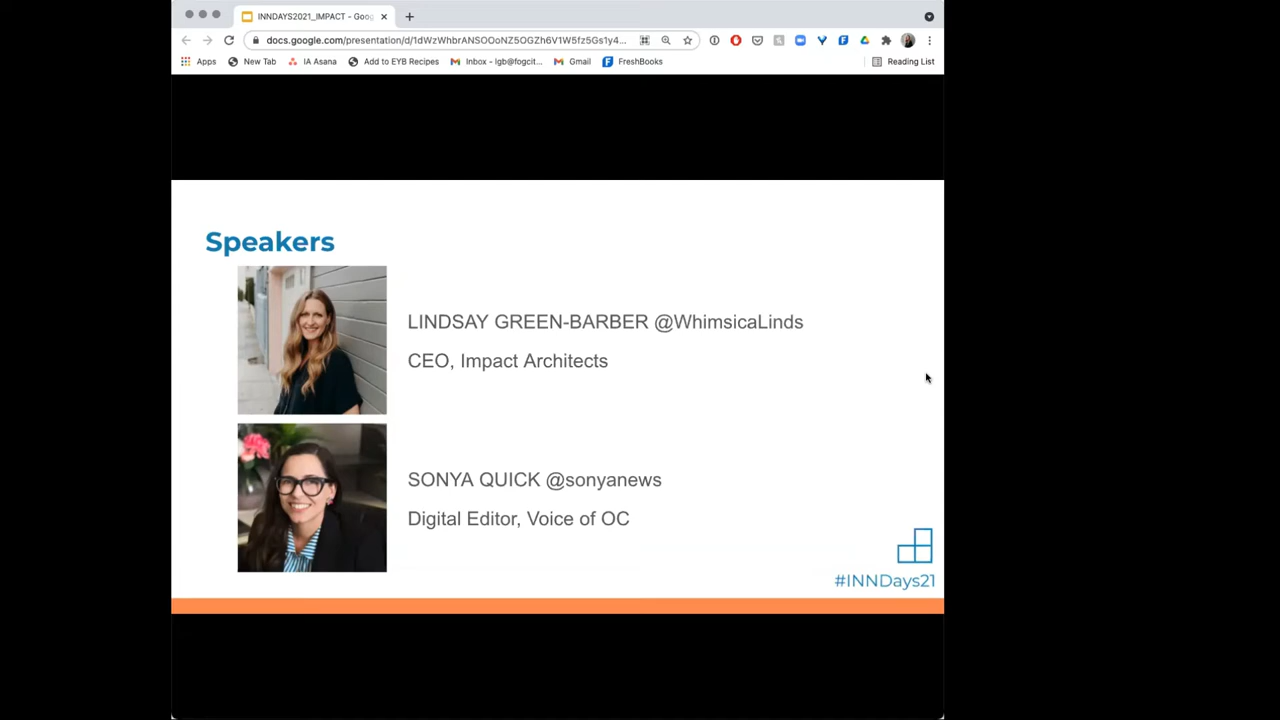 INNDAYS2021_IMPACT - Goog
docs.google.com/presentation/d/1dWzWhbrANSOOoNZ5OGZh6V1W5fz5Gs1y4...
Apps New Tab IA Asana Add to EYB Recipes Inbox - lgb@fogcit... Gmail FreshBooks Reading List
Speakers
LINDSAY GREEN-BARBER @WhimsicaLinds
CEO, Impact Architects
SONYA QUICK @sonyanews
Digital Editor, Voice of OC
#INNDays21